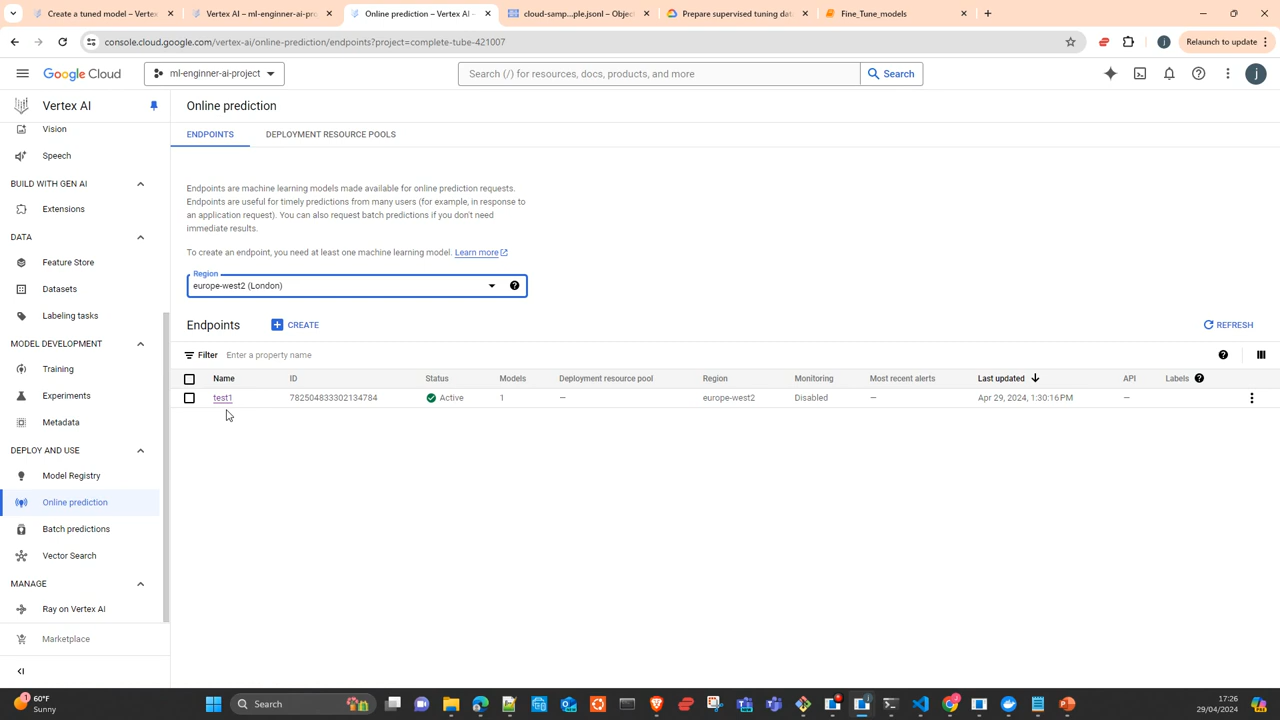 Create a tuned model – Vertex
Vertex AI – ml-enginner-ai-pro
Online prediction – Vertex AI –
cloud-samp...ple.jsonl – Objec
Prepare supervised tuning dat
Fine_Tune_models
console.cloud.google.com/vertex-ai/online-prediction/endpoints?project=complete-tube-421007
Relaunch to update
Google Cloud
ml-enginner-ai-project
Search (/) for resources, docs, products, and more
Search
j
Vertex AI
Online prediction
Vision
Speech
BUILD WITH GEN AI
Extensions
DATA
Feature Store
Datasets
Labeling tasks
MODEL DEVELOPMENT
Training
Experiments
Metadata
DEPLOY AND USE
Model Registry
Online prediction
Batch predictions
Vector Search
MANAGE
Ray on Vertex AI
Marketplace
ENDPOINTS
DEPLOYMENT RESOURCE POOLS
Endpoints are machine learning models made available for online prediction requests.
Endpoints are useful for timely predictions from many users (for example, in response to
an application request). You can also request batch predictions if you don't need
immediate results.
To create an endpoint, you need at least one machine learning model. Learn more
Region
europe-west2 (London)
Endpoints
CREATE
REFRESH
Filter Enter a property name
Name ID Status Models Deployment resource pool Region Monitoring Most recent alerts Last updated API Labels
test1 782504833302134784 Active 1 — europe-west2 Disabled — Apr 29, 2024, 1:30:16 PM —
1
60°F
Sunny
Search
17:26
29/04/2024